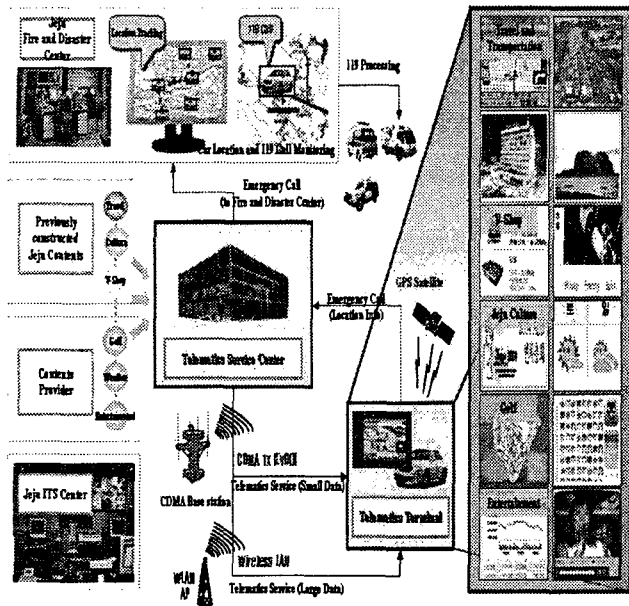 Jeju
Fire and Disaster
Center
Location Tracking
119 Call
119 Processing
Car Location and 119 Call Monitoring
Emergency Call
(to Fire and Disaster Center)
Previously
constructed
Jeju Contents
Travel
Culture
V-Shop
Golf
Weather
Entertainment
Contents
Provider
Telematics Service Center
Emergency Call
(Location Info)
GPS Satellite
CDMA 1x EVDO
CDMA Base station
Telematics Service (Small Data)
Telematics Terminal
Jeju ITS Center
Wireless LAN
WLAN
AP
Telematics Service (Large Data)
Travel and
Transportation
V-Shop
Jeju Culture
Golf
Entertainment